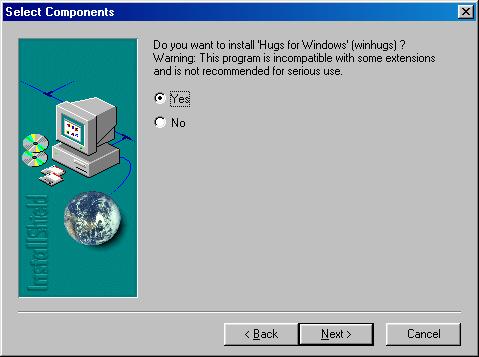 Select Components
Do you want to install 'Hugs for Windows' (winhugs) ?
Warning: This program is incompatible with some extensions
and is not recommended for serious use.
Yes
No
InstallShield
< Back
Next >
Cancel